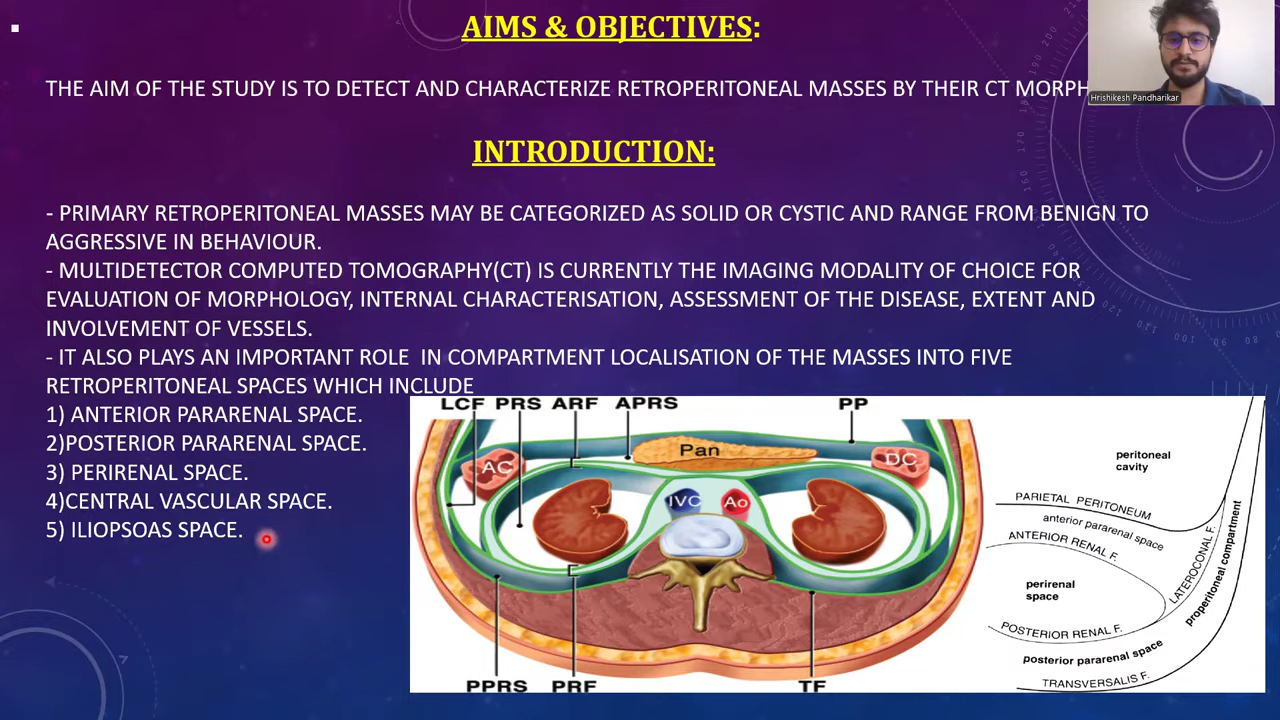 AIMS & OBJECTIVES:
THE AIM OF THE STUDY IS TO DETECT AND CHARACTERIZE RETROPERITONEAL MASSES BY THEIR CT MORPH
Hrishikesh Pandharikar
INTRODUCTION:
- PRIMARY RETROPERITONEAL MASSES MAY BE CATEGORIZED AS SOLID OR CYSTIC AND RANGE FROM BENIGN TO
AGGRESSIVE IN BEHAVIOUR.
- MULTIDETECTOR COMPUTED TOMOGRAPHY(CT) IS CURRENTLY THE IMAGING MODALITY OF CHOICE FOR
EVALUATION OF MORPHOLOGY, INTERNAL CHARACTERISATION, ASSESSMENT OF THE DISEASE, EXTENT AND
INVOLVEMENT OF VESSELS.
- IT ALSO PLAYS AN IMPORTANT ROLE IN COMPARTMENT LOCALISATION OF THE MASSES INTO FIVE
RETROPERITONEAL SPACES WHICH INCLUDE
1) ANTERIOR PARARENAL SPACE.
2)POSTERIOR PARARENAL SPACE.
3) PERIRENAL SPACE.
4)CENTRAL VASCULAR SPACE.
5) ILIOPSOAS SPACE.
LCF PRS ARF APRS PP
Pan
AC DC
IVC Ao
PPRS PRF TF
peritoneal
cavity
PARIETAL PERITONEUM
anterior pararenal space
ANTERIOR RENAL F.
LATEROCONAL F.
properitoneal compartment
perirenal
space
POSTERIOR RENAL F.
posterior pararenal space
TRANSVERSALIS F.